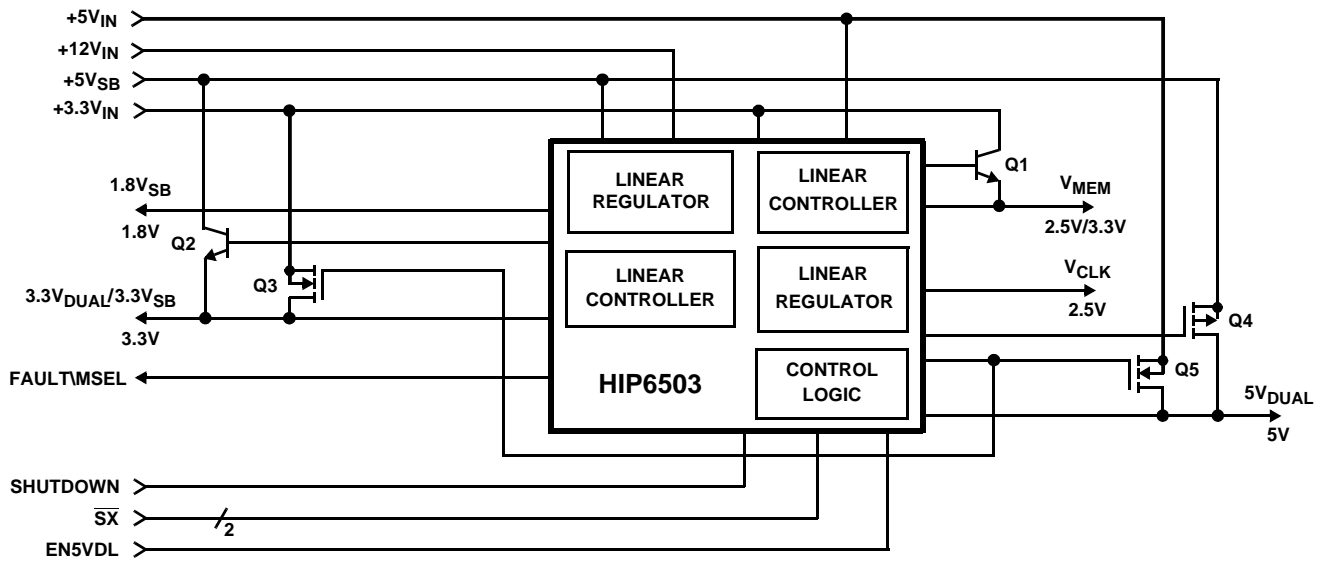 +5VIN
+12VIN
+5VSB
+3.3VIN
LINEAR
REGULATOR
LINEAR
CONTROLLER
Q1
1.8VSB
1.8V
VMEM
2.5V/3.3V
Q2
LINEAR
CONTROLLER
LINEAR
REGULATOR
Q3
VCLK
2.5V
3.3VDUAL/3.3VSB
3.3V
Q4
FAULT\MSEL
HIP6503
CONTROL
LOGIC
Q5
5VDUAL
5V
SHUTDOWN
SX
2
EN5VDL